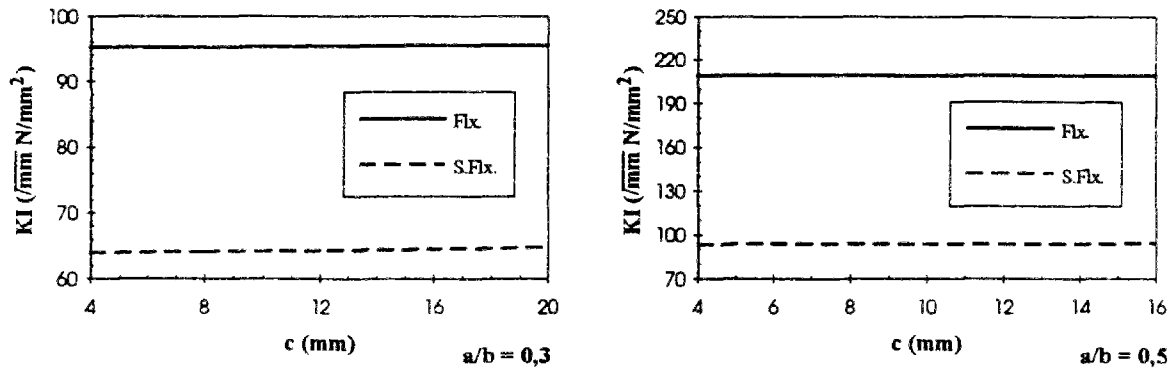 100
90
80
70
60
KI (√mm N/mm²)
Flx.
S.Flx.
4
8
12
16
20
c (mm)
a/b = 0,3
250
220
190
160
130
100
70
KI (√mm N/mm²)
Flx.
S.Flx.
4
6
8
10
12
14
16
c (mm)
a/b = 0,5